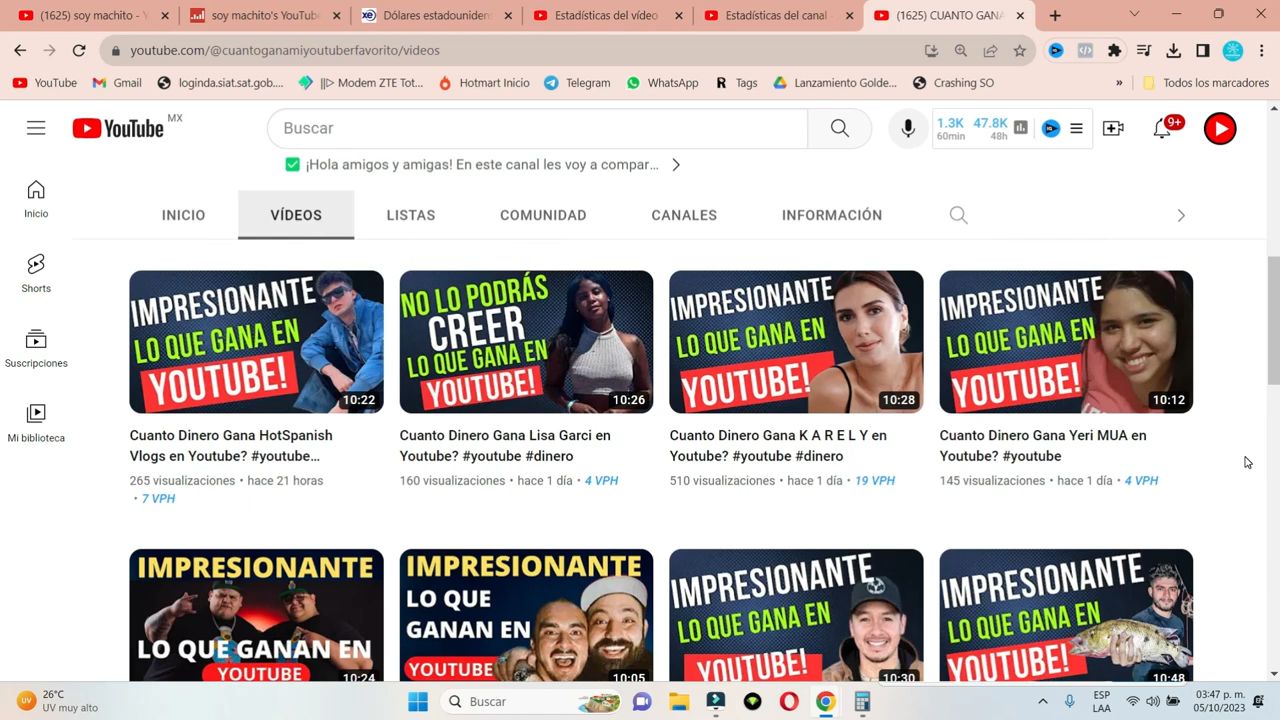 (1625) soy machito - Y
soy machito's YouTube
Dólares estadouniden
Estadísticas del vídeo
Estadísticas del canal -
(1625) CUANTO GANA
youtube.com/@cuantoganamiyoutuberfavorito/videos
YouTube
Gmail
loginda.siat.sat.gob....
||▷ Modem ZTE Tot...
Hotmart Inicio
Telegram
WhatsApp
Tags
Lanzamiento Golde...
Crashing SO
»
Todos los marcadores
YouTube MX
Buscar
1.3K 47.8K
60min 48h
9+
¡Hola amigos y amigas! En este canal les voy a compar...
Inicio
Shorts
Suscripciones
Mi biblioteca
INICIO
VÍDEOS
LISTAS
COMUNIDAD
CANALES
INFORMACIÓN
IMPRESIONANTE
LO QUE GANA EN
YOUTUBE!
10:22
NO LO PODRÁS
CREER
LO QUE GANA EN
YOUTUBE!
10:26
IMPRESIONANTE
LO QUE GANA EN
YOUTUBE!
10:28
IMPRESIONANTE
LO QUE GANA EN
YOUTUBE!
10:12
Cuanto Dinero Gana HotSpanish
Vlogs en Youtube? #youtube...
265 visualizaciones • hace 21 horas
• 7 VPH
Cuanto Dinero Gana Lisa Garci en
Youtube? #youtube #dinero
160 visualizaciones • hace 1 día • 4 VPH
Cuanto Dinero Gana K A R E L Y en
Youtube? #youtube #dinero
510 visualizaciones • hace 1 día • 19 VPH
Cuanto Dinero Gana Yeri MUA en
Youtube? #youtube
145 visualizaciones • hace 1 día • 4 VPH
IMPRESIONANTE
LO QUE GANAN EN
YOUTUBE
10:24
IMPRESIONANTE
LO QUE
GANAN EN
YOUTUBE
10:05
IMPRESIONANTE
LO QUE GANA EN
YOUTUBE!
10:30
IMPRESIONANTE
LO QUE GANA EN
YOUTUBE!
10:48
UV
26°C
UV muy alto
Buscar
ESP
LAA
03:47 p. m.
05/10/2023